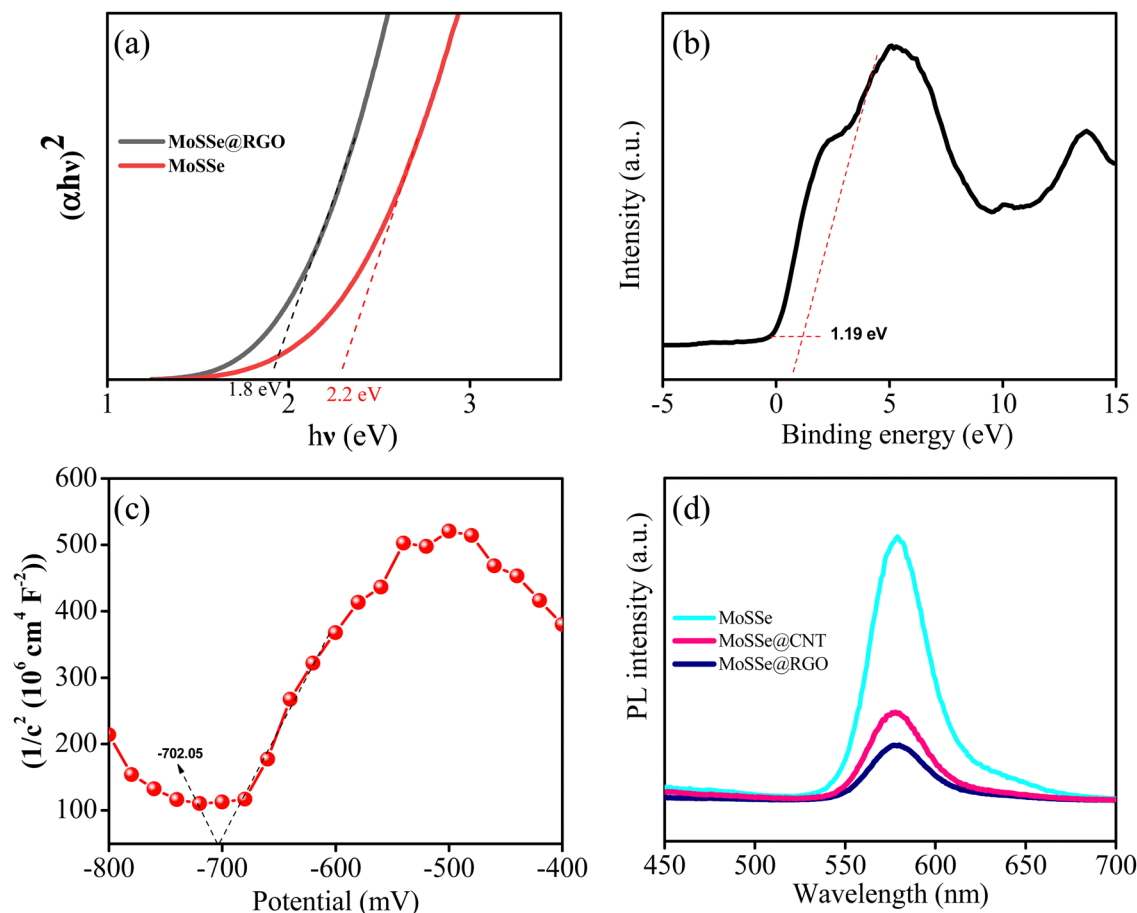 (a)
(αhν)²
MoSSe@RGO
MoSSe
1.8 eV
2.2 eV
1
2
3
hν (eV)
(b)
Intensity (a.u.)
1.19 eV
-5
0
5
10
15
Binding energy (eV)
(c)
(1/c² (10⁶ cm⁴ F⁻²))
600
500
400
300
200
100
-702.05
-800
-700
-600
-500
-400
Potential (mV)
(d)
PL intensity (a.u.)
MoSSe
MoSSe@CNT
MoSSe@RGO
450
500
550
600
650
700
Wavelength (nm)